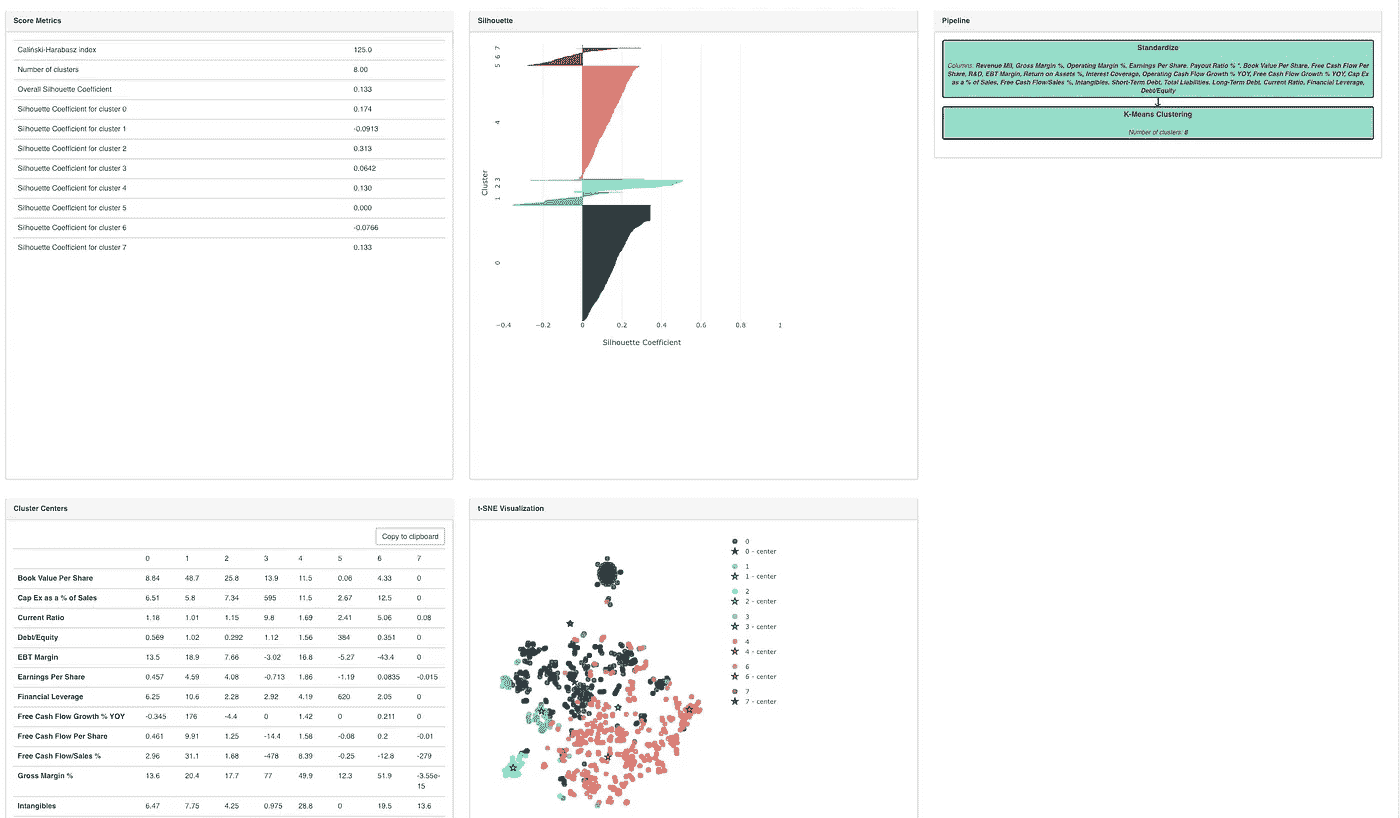 Score Metrics
Caliński-Harabasz index 125.0
Number of clusters 8.00
Overall Silhouette Coefficient 0.133
Silhouette Coefficient for cluster 0 0.174
Silhouette Coefficient for cluster 1 -0.0913
Silhouette Coefficient for cluster 2 0.313
Silhouette Coefficient for cluster 3 0.0642
Silhouette Coefficient for cluster 4 0.130
Silhouette Coefficient for cluster 5 0.000
Silhouette Coefficient for cluster 6 -0.0766
Silhouette Coefficient for cluster 7 0.133
Silhouette
7
6
5
4
3
2
1
0
Cluster
−0.4 −0.2 0 0.2 0.4 0.6 0.8 1
Silhouette Coefficient
Pipeline
Standardize
Columns: Revenue Mil, Gross Margin %, Operating Margin %, Earnings Per Share, Payout Ratio % *, Book Value Per Share, Free Cash Flow Per
Share, R&D, EBT Margin, Return on Assets %, Interest Coverage, Operating Cash Flow Growth % YOY, Free Cash Flow Growth % YOY, Cap Ex
as a % of Sales, Free Cash Flow/Sales %, Intangibles, Short-Term Debt, Total Liabilities, Long-Term Debt, Current Ratio, Financial Leverage,
Debt/Equity
K-Means Clustering
Number of clusters: 8
Cluster Centers
Copy to clipboard
0 1 2 3 4 5 6 7
Book Value Per Share 8.64 48.7 25.8 13.9 11.5 0.06 4.33 0
Cap Ex as a % of Sales 6.51 5.8 7.34 595 11.5 2.67 12.5 0
Current Ratio 1.18 1.01 1.15 9.8 1.69 2.41 5.06 0.08
Debt/Equity 0.569 1.02 0.292 1.12 1.56 384 0.351 0
EBT Margin 13.5 18.9 7.66 -3.02 16.8 -5.27 -43.4 0
Earnings Per Share 0.457 4.59 4.08 -0.713 1.86 -1.19 0.0835 -0.015
Financial Leverage 6.25 10.6 2.28 2.92 4.19 620 2.05 0
Free Cash Flow Growth % YOY -0.345 176 -4.4 0 1.42 0 0.211 0
Free Cash Flow Per Share 0.461 9.91 1.25 -14.4 1.58 -0.08 0.2 -0.01
Free Cash Flow/Sales % 2.96 31.1 1.68 -478 8.39 -0.25 -12.8 -279
Gross Margin % 13.6 20.4 17.7 77 49.9 12.3 51.9 -3.55e-
15
Intangibles 6.47 7.75 4.25 0.975 28.8 0 19.5 13.6
t-SNE Visualization
0
0 - center
1
1 - center
2
2 - center
3
3 - center
4
4 - center
6
6 - center
7
7 - center